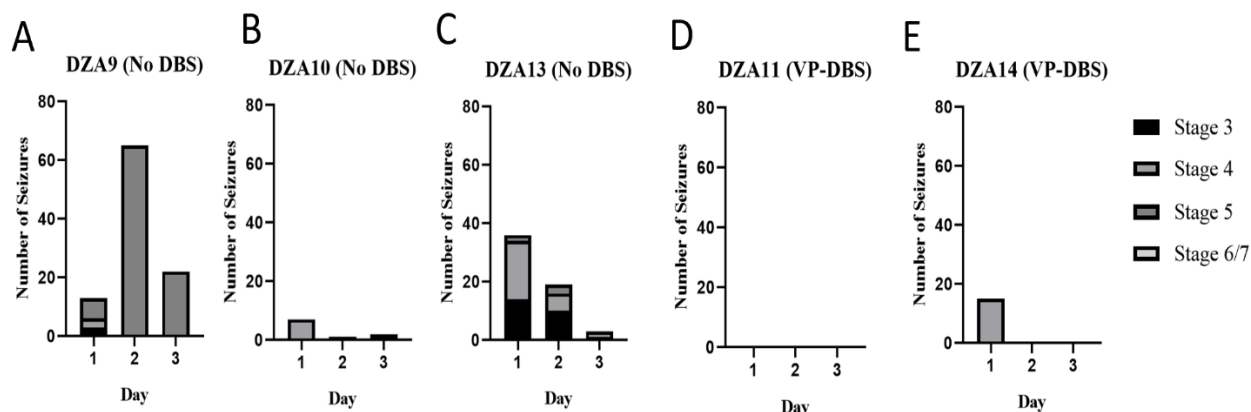 A
DZA9 (No DBS)
80
60
40
20
0
Number of Seizures
1 2 3
Day
B
DZA10 (No DBS)
80
60
40
20
0
Number of Seizures
1 2 3
Day
C
DZA13 (No DBS)
80
60
40
20
0
Number of Seizures
1 2 3
Day
D
DZA11 (VP-DBS)
80
60
40
20
0
Number of Seizures
1 2 3
Day
E
DZA14 (VP-DBS)
80
60
40
20
0
Number of Seizures
1 2 3
Day
Stage 3
Stage 4
Stage 5
Stage 6/7